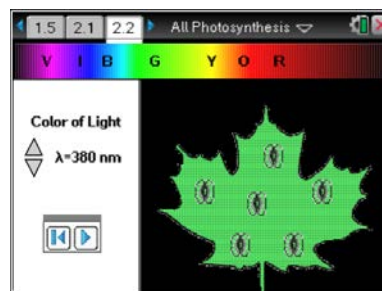 1.5 2.1 2.2 All Photosynthesis
V I B G Y O R
Color of Light
λ=380 nm